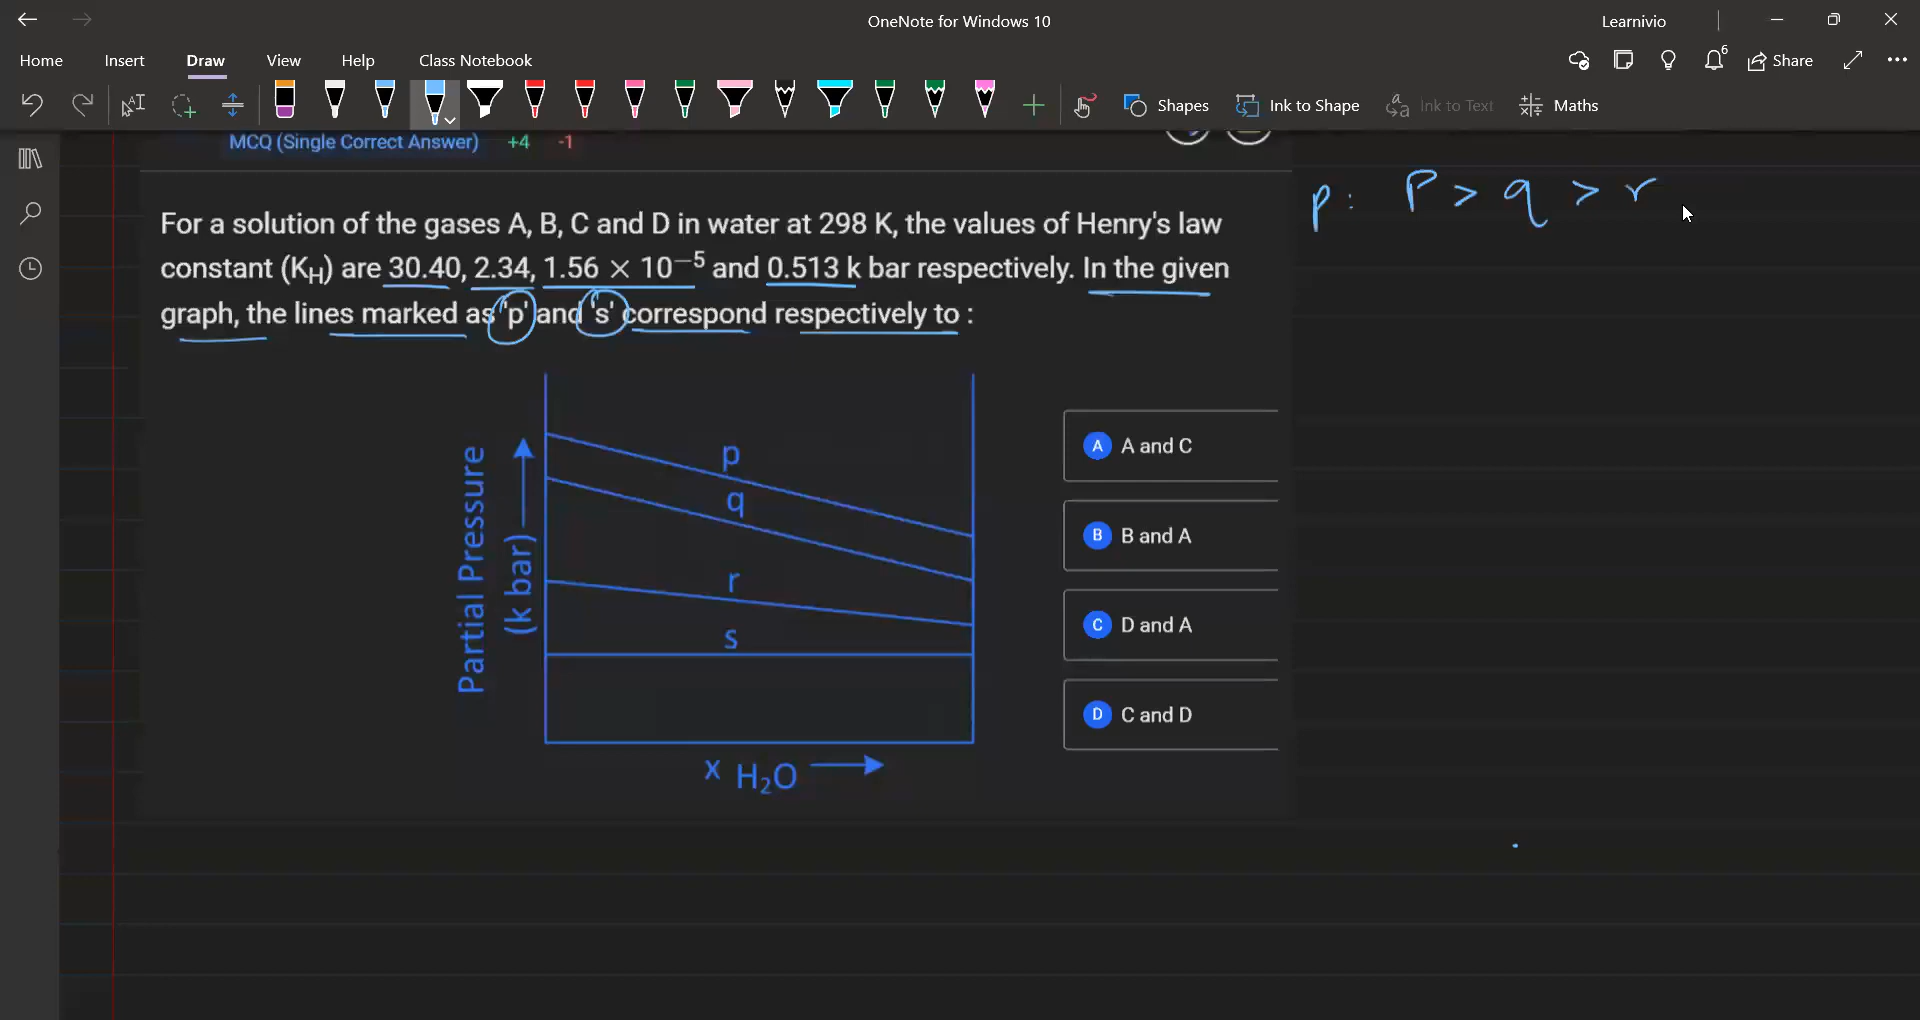 OneNote for Windows 10
Learnivio
Home Insert Draw View Help Class Notebook
6
Share
Shapes Ink to Shape Ink to Text Maths
MCQ (Single Correct Answer) +4 -1
For a solution of the gases A, B, C and D in water at 298 K, the values of Henry's law
constant (K_H) are 30.40, 2.34, 1.56 × 10⁻⁵ and 0.513 k bar respectively. In the given
graph, the lines marked as 'p' and 's' correspond respectively to :
p: P > q > r
Partial Pressure
(k bar)
p
q
r
s
x H₂O
A A and C
B B and A
C D and A
D C and D